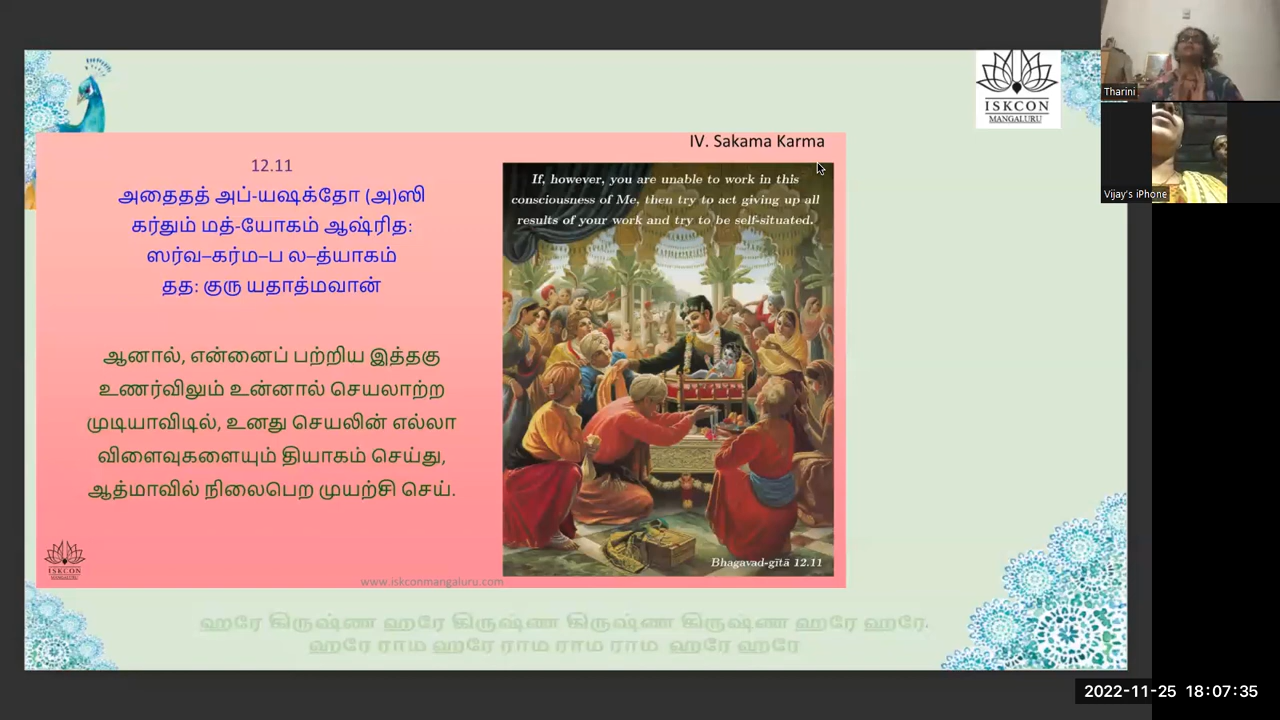 ISKCON
MANGALURU
Tharini
Vijay's iPhone
IV. Sakama Karma
12.11
அதைதத் அப்-யஷக்தோ (அ)ஸி
கர்தும் மத்-யோகம் ஆஷ்ரித:
ஸர்வ–கர்ம–ப ல–த்யாகம்
தத: குரு யதாத்மவான்
ஆனால், என்னைப் பற்றிய இத்தகு
உணர்விலும் உன்னால் செயலாற்ற
முடியாவிடில், உனது செயலின் எல்லா
விளைவுகளையும் தியாகம் செய்து,
ஆத்மாவில் நிலைபெற முயற்சி செய்.
If, however, you are unable to work in this
consciousness of Me, then try to act giving up all
results of your work and try to be self-situated.
Bhagavad-gītā 12.11
ISKCON
MANGALURU
www.iskconmangaluru.com
ஹரே கிருஷ்ண ஹரே கிருஷ்ண கிருஷ்ண கிருஷ்ண ஹரே ஹரே.
ஹரே ராம ஹரே ராம ராம ராம ஹரே ஹரே
2022-11-25 18:07:35